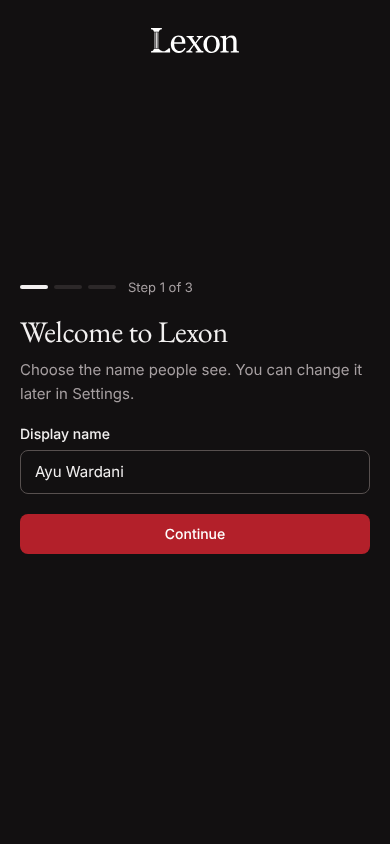 Lexon
Step 1 of 3
Welcome to Lexon
Choose the name people see. You can change it
later in Settings.
Display name
Ayu Wardani
Continue